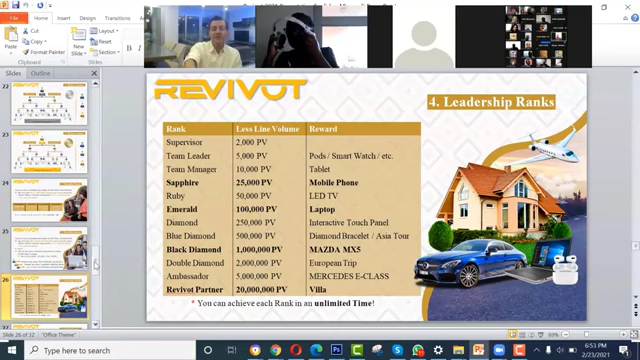 File Home Insert Design Transitions
Cut
Copy
Format Painter
Paste
New
Slide
Layout
Reset
Section
B
Slides Outline
22
23
24
25
26
27
REVIVOT
4. Leadership Ranks
Rank Less Line Volume Reward
Supervisor 2,000 PV
Team Leader 5,000 PV Pods / Smart Watch / etc.
Team Manager 10,000 PV Tablet
Sapphire 25,000 PV Mobile Phone
Ruby 50,000 PV LED TV
Emerald 100,000 PV Laptop
Diamond 250,000 PV Interactive Touch Panel
Blue Diamond 500,000 PV Diamond Bracelet / Asia Tour
Black Diamond 1,000,000 PV MAZDA MX5
Double Diamond 2,000,000 PV European Trip
Ambassador 5,000,000 PV MERCEDES E-CLASS
Revivot Partner 20,000,000 PV Villa
* You can achieve each Rank in an unlimited Time!
Slide 26 of 32 "Office Theme"
69%
Type here to search
6:53 PM
2/23/2021